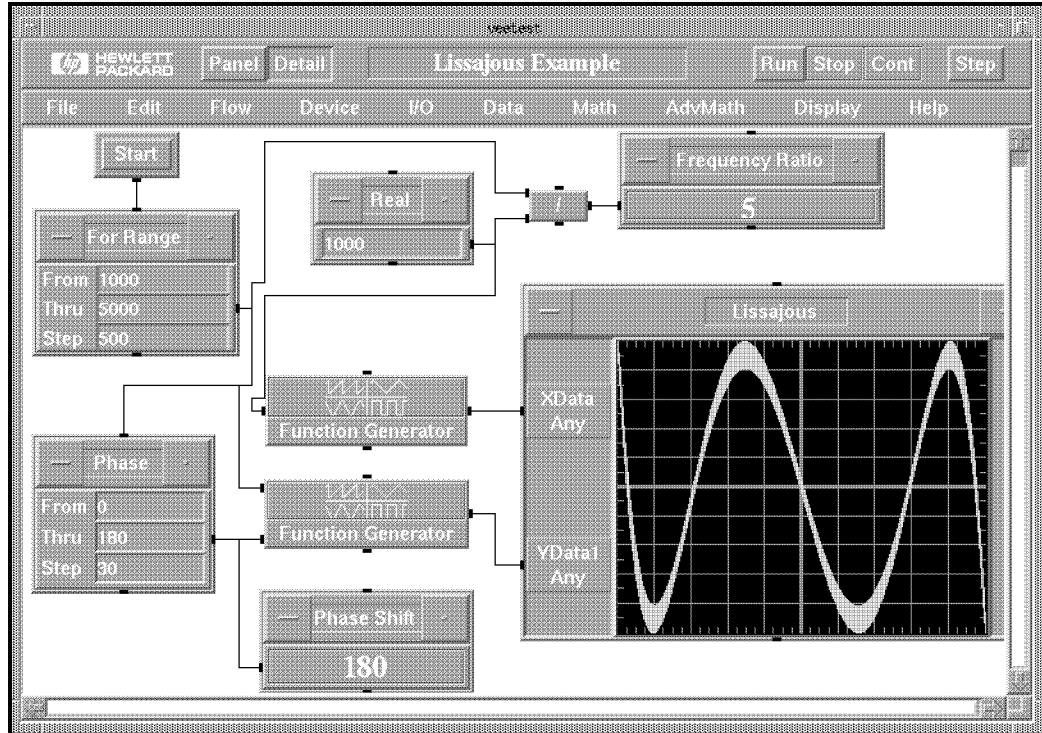 veetest
hp HEWLETT PACKARD
Panel Detail
Lissajous Example
Run Stop Cont Step
File Edit Flow Device I/O Data Math AdvMath Display Help
Start
For Range
From 1000
Thru 5000
Step 500
Real
1000
/
Frequency Ratio
5
Function Generator
Phase
From 0
Thru 180
Step 30
Function Generator
Phase Shift
180
Lissajous
XData
Any
YData1
Any